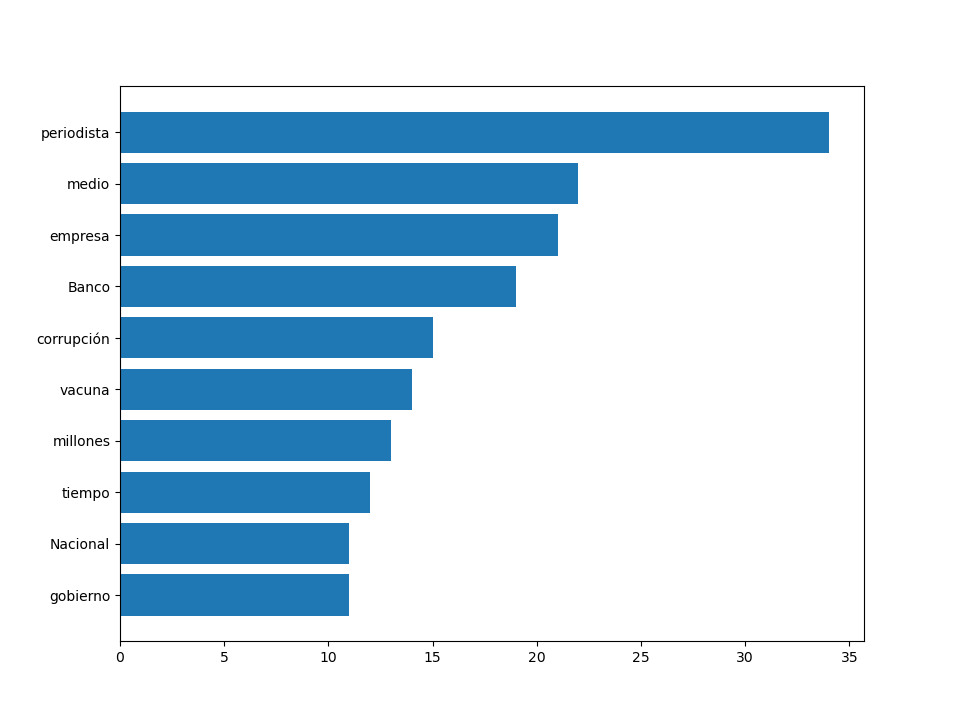 periodista
medio
empresa
Banco
corrupción
vacuna
millones
tiempo
Nacional
gobierno
0 5 10 15 20 25 30 35